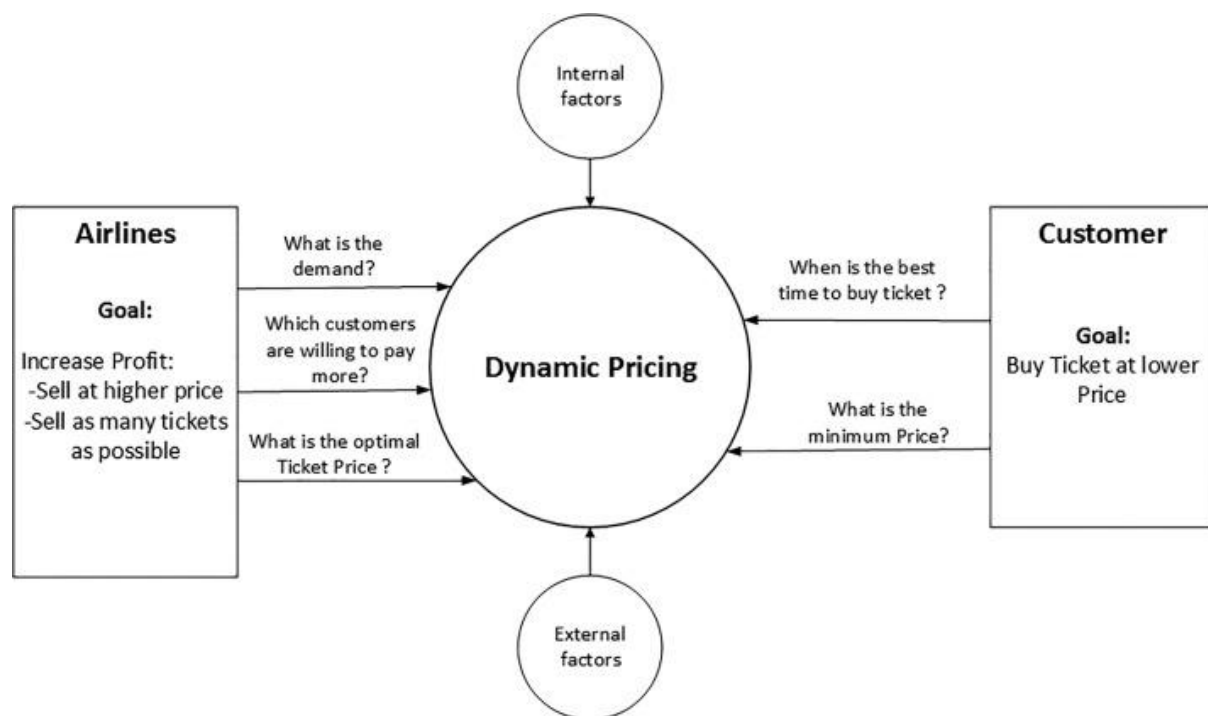 Internal
factors
Airlines
Goal:
Increase Profit:
-Sell at higher price
-Sell as many tickets
as possible
What is the
demand?
Which customers
are willing to pay
more?
What is the optimal
Ticket Price ?
Dynamic Pricing
When is the best
time to buy ticket ?
What is the
minimum Price?
Customer
Goal:
Buy Ticket at lower
Price
External
factors